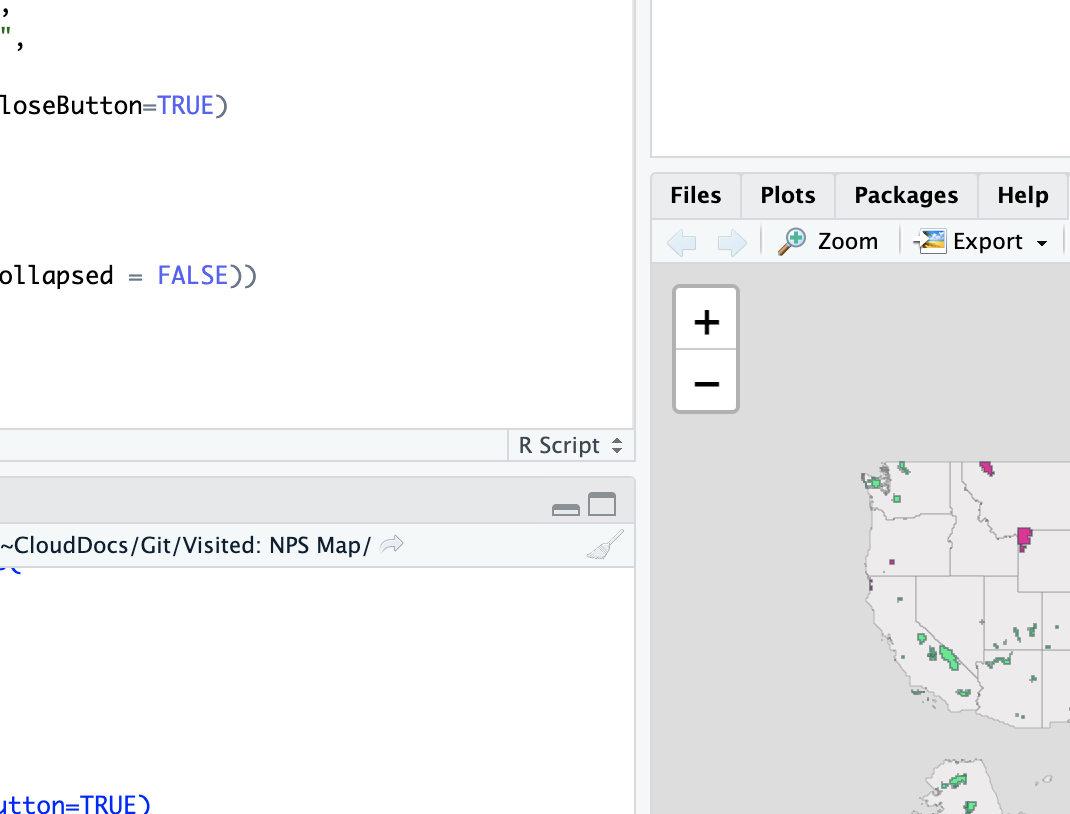 ,
",
loseButton=TRUE)
ollapsed = FALSE))
R Script
~CloudDocs/Git/Visited: NPS Map/
utton=TRUE)
Files Plots Packages Help
Zoom Export
+
−